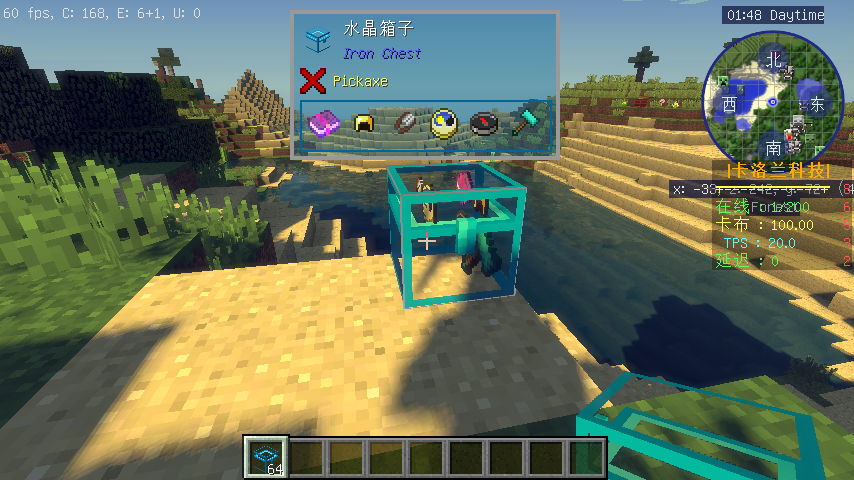 60 fps, C: 168, E: 6+1, U: 0
水晶箱子
Iron Chest
Pickaxe
01:48 Daytime
北
西
东
南
|卡洛兰科技|
在线 : 1/200
卡布 : 100.00
TPS : 20.0
延迟 : 0
64